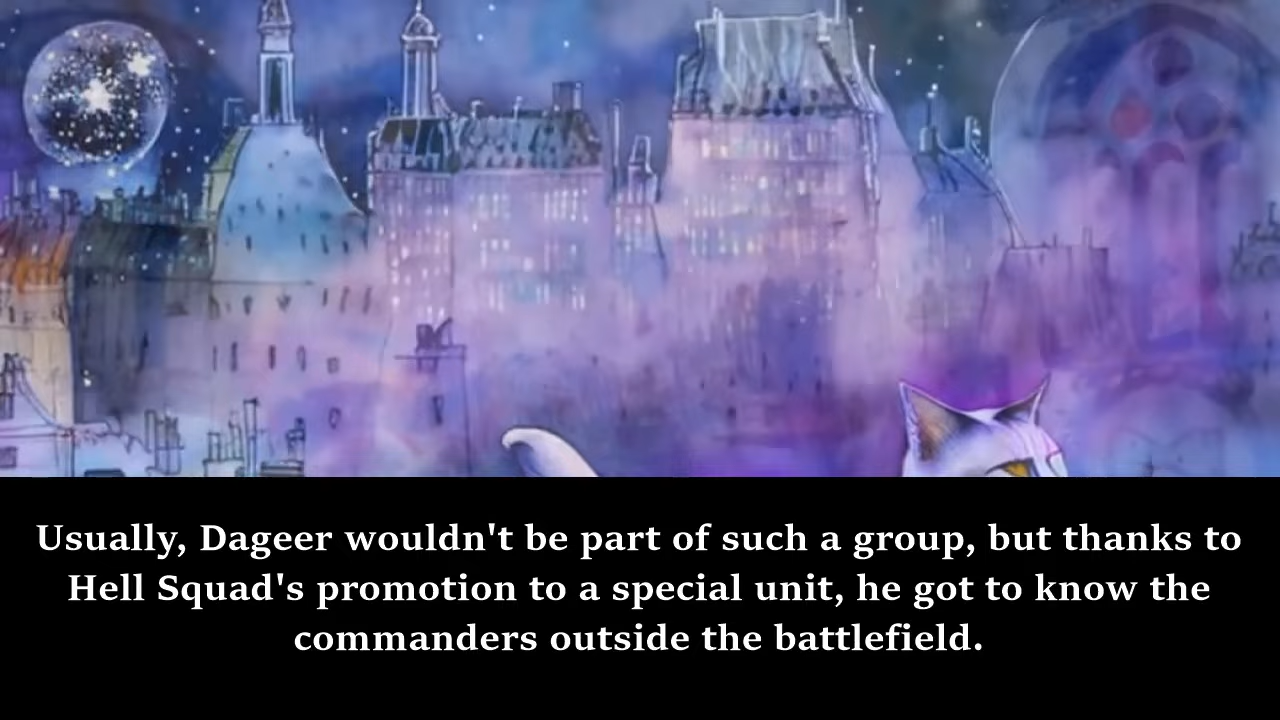 Usually, Dageer wouldn't be part of such a group, but thanks to
Hell Squad's promotion to a special unit, he got to know the
commanders outside the battlefield.